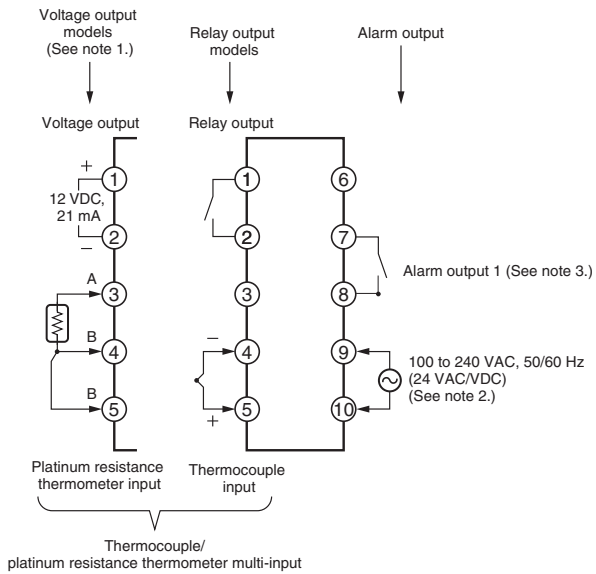 Voltage output
models
(See note 1.)
Relay output
models
Alarm output
Voltage output
Relay output
+
12 VDC,
21 mA
−
1
2
A
3
B
4
B
5
1
2
3
−
4
5
+
6
7
8
9
10
Alarm output 1 (See note 3.)
100 to 240 VAC, 50/60 Hz
(24 VAC/VDC)
(See note 2.)
Platinum resistance
thermometer input
Thermocouple
input
Thermocouple/
platinum resistance thermometer multi-input